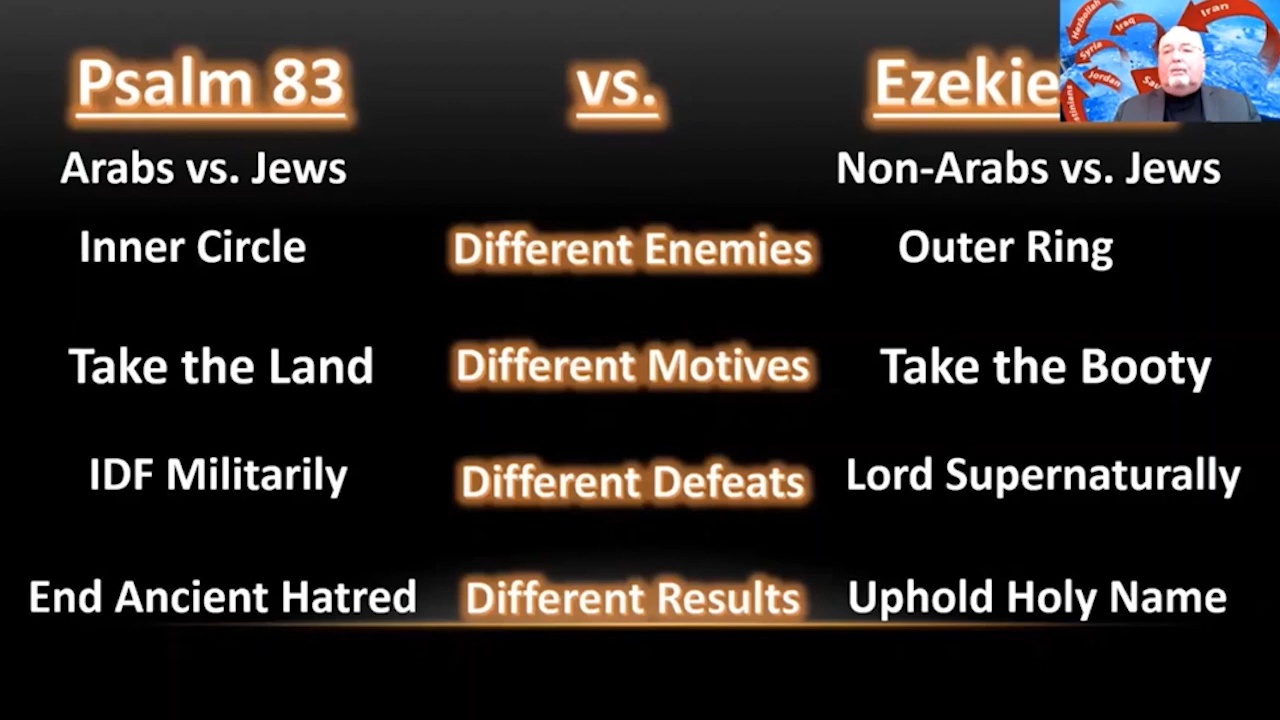 Psalm 83 vs.
Arabs vs. Jews Non-Arabs vs. Jews
Inner Circle Different Enemies Outer Ring
Take the Land Different Motives Take the Booty
IDF Militarily Different Defeats Lord Supernaturally
End Ancient Hatred Different Results Uphold Holy Name
Hezbollah
Iraq
Iran
Syria
Jordan